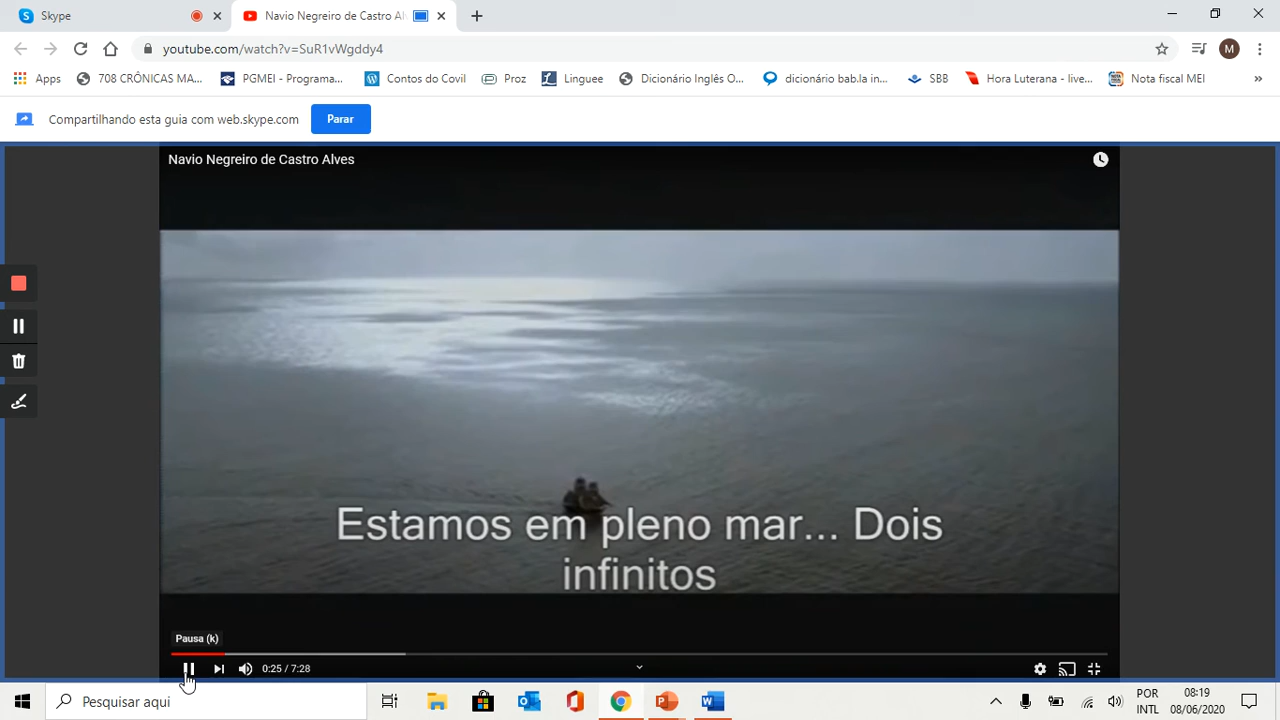 Skype
Navio Negreiro de Castro Al
youtube.com/watch?v=SuR1vWgddy4
M
Apps
708 CRÔNICAS MA...
PGMEI - Programa...
Contos do Covil
Proz
Linguee
Dicionário Inglês O...
dicionário bab.la in...
SBB
Hora Luterana - live...
Nota fiscal MEI
»
Compartilhando esta guia com web.skype.com
Parar
Navio Negreiro de Castro Alves
Estamos em pleno mar... Dois
infinitos
Pausa (k)
0:25 / 7:28
Pesquisar aqui
POR
INTL
08:19
08/06/2020